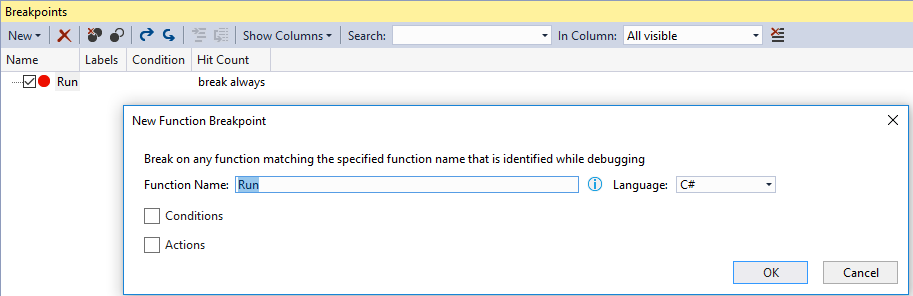 Breakpoints
New Show Columns Search: In Column: All visible
Name Labels Condition Hit Count
Run break always
New Function Breakpoint
Break on any function matching the specified function name that is identified while debugging
Function Name: Run Language: C#
Conditions
Actions
OK Cancel